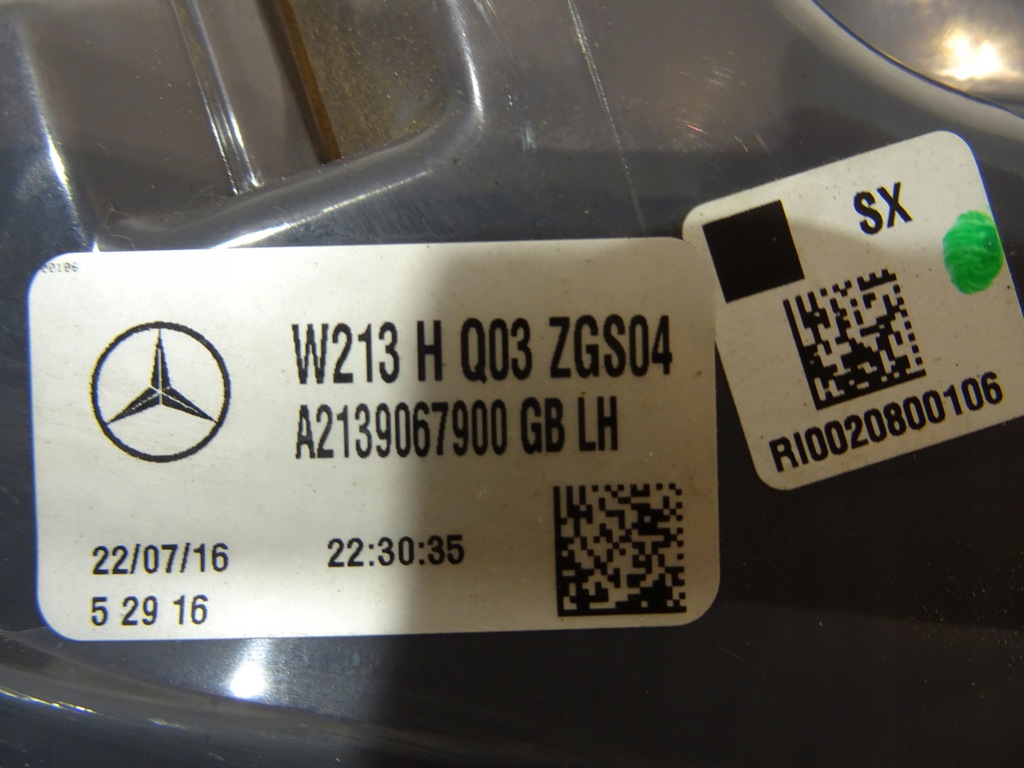 00106
W213 H Q03 ZGS04
A2139067900 GB LH
22/07/16 22:30:35
5 29 16
SX
RI0020800106